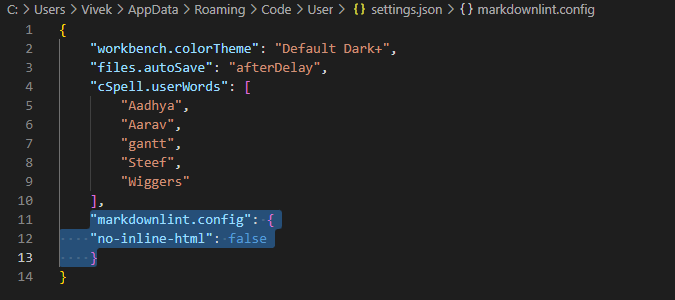 C: > Users > Vivek > AppData > Roaming > Code > User > {} settings.json > {} markdownlint.config
1 {
2 "workbench.colorTheme": "Default Dark+",
3 "files.autoSave": "afterDelay",
4 "cSpell.userWords": [
5 "Aadhya",
6 "Aarav",
7 "gantt",
8 "Steef",
9 "Wiggers"
10 ],
11 "markdownlint.config": {
12 "no-inline-html": false
13 }
14 }